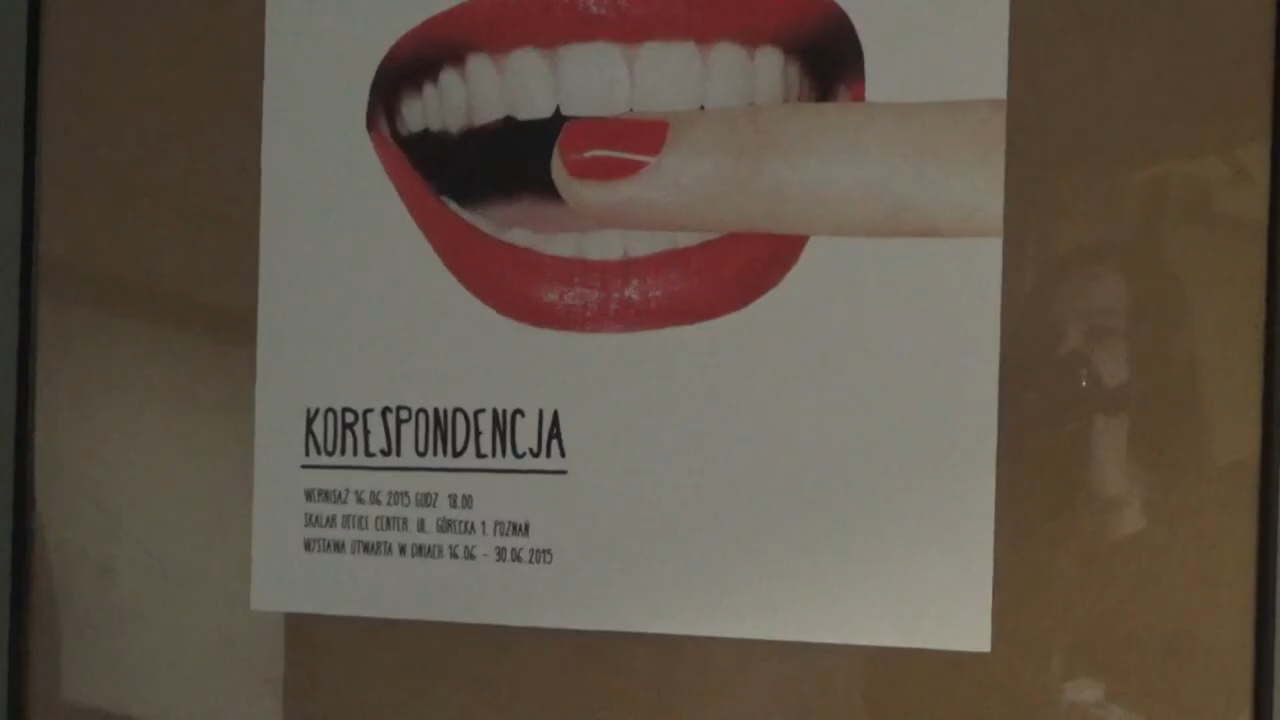 KORESPONDENCJA
WERNISAŻ 16.06 2015 GODZ. 18.00
SKALAR OFFICE CENTER, UL. GÓRECKA 1, POZNAŃ
WYSTAWA OTWARTA W DNIACH 16.06 - 30.06.2015